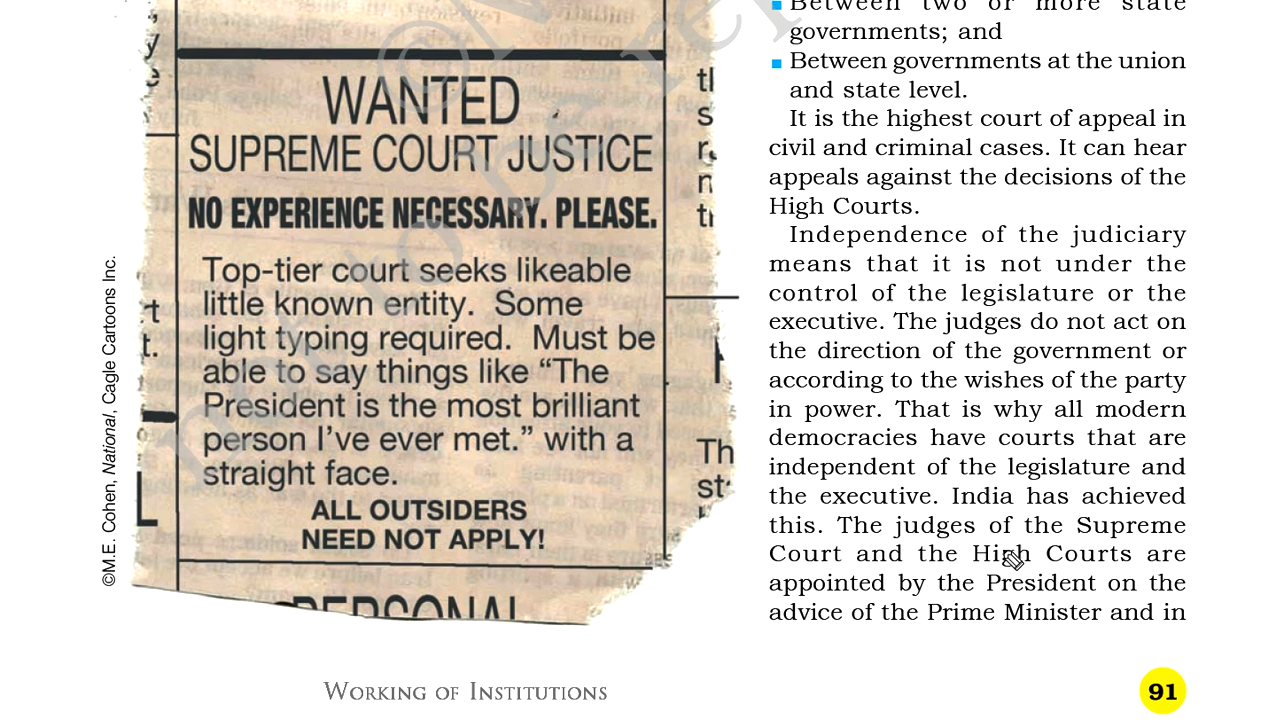 WANTED
SUPREME COURT JUSTICE
NO EXPERIENCE NECESSARY. PLEASE.
Top-tier court seeks likeable
little known entity. Some
light typing required. Must be
able to say things like “The
President is the most brilliant
person I’ve ever met.” with a
straight face.
ALL OUTSIDERS
NEED NOT APPLY!
PERSONAL
©M.E. Cohen, National, Cagle Cartoons Inc.
Between two or more state
governments; and
Between governments at the union
and state level.
It is the highest court of appeal in
civil and criminal cases. It can hear
appeals against the decisions of the
High Courts.
Independence of the judiciary
means that it is not under the
control of the legislature or the
executive. The judges do not act on
the direction of the government or
according to the wishes of the party
in power. That is why all modern
democracies have courts that are
independent of the legislature and
the executive. India has achieved
this. The judges of the Supreme
Court and the High Courts are
appointed by the President on the
advice of the Prime Minister and in
WORKING OF INSTITUTIONS
91